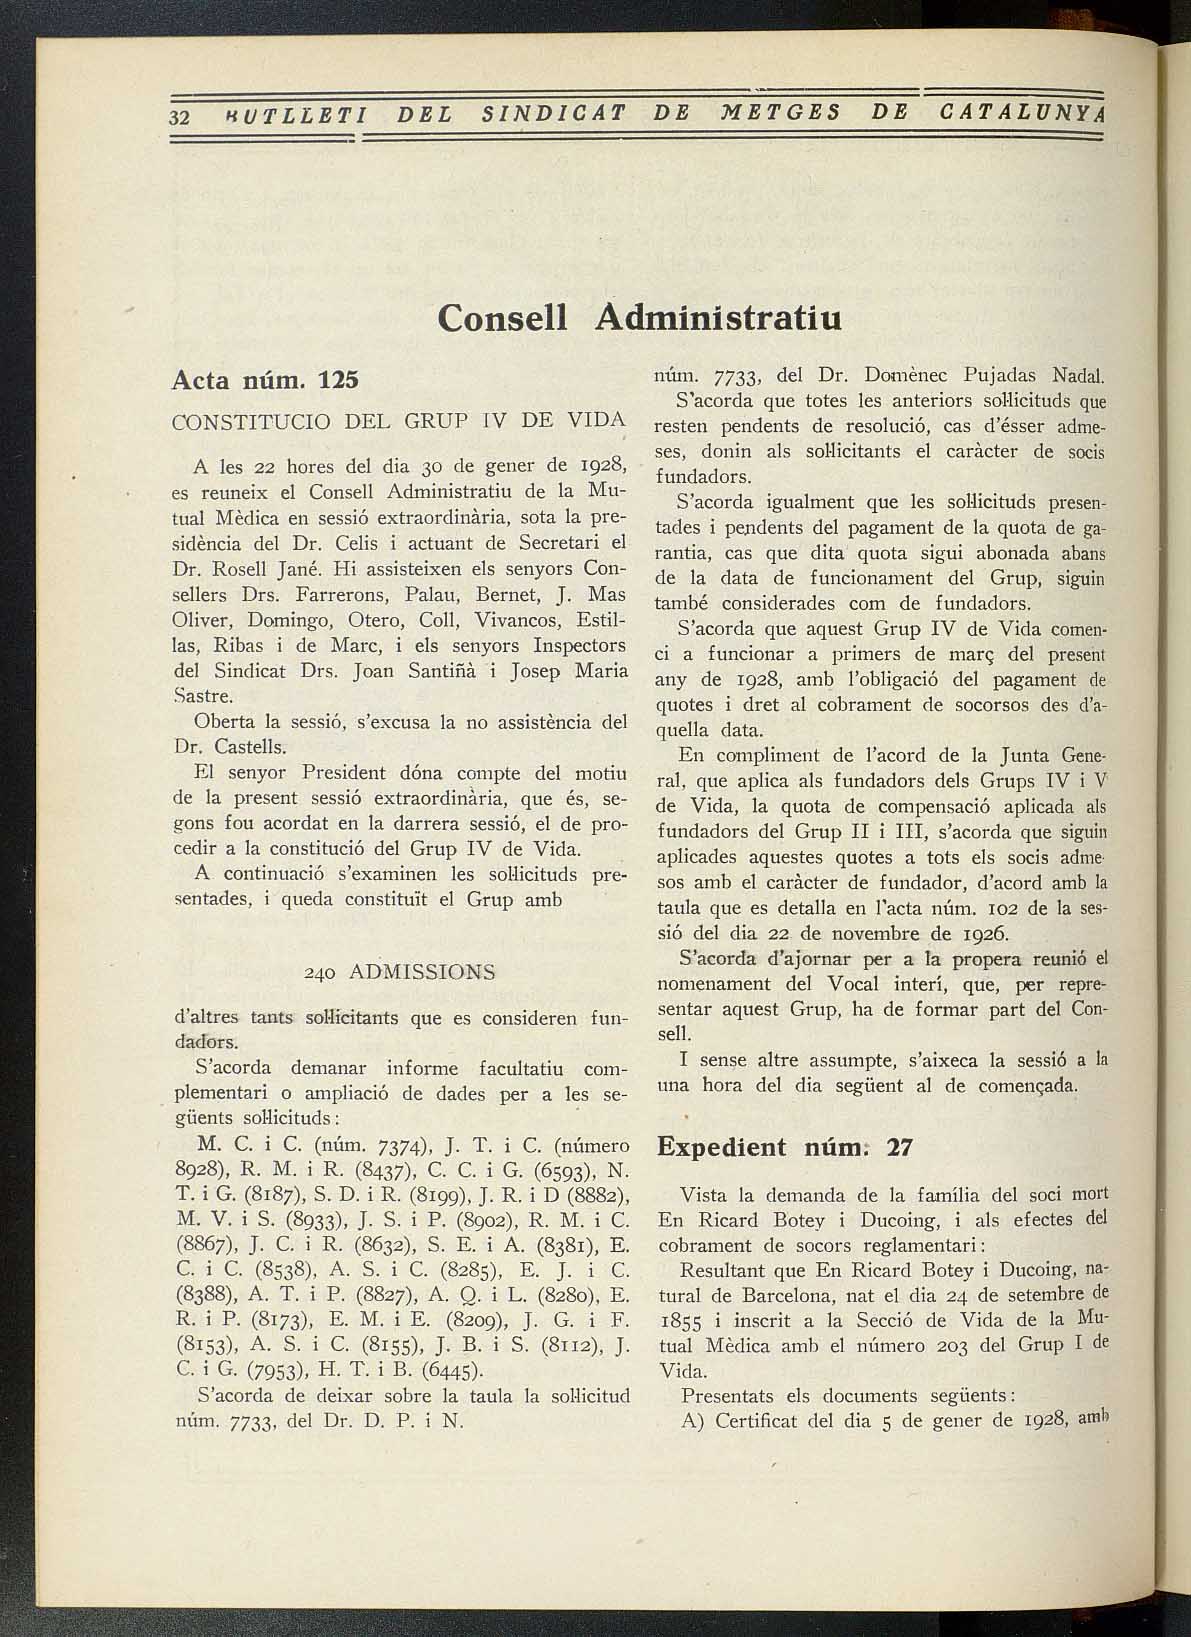 32 BUTLLETI DEL SINDICAT DE METGES DE CATALUNYA
Consell Administratiu
Acta núm. 125
CONSTITUCIO DEL GRUP IV DE VIDA
A les 22 hores del dia 30 de gener de 1928,
es reuneix el Consell Administratiu de la Mu-
tual Mèdica en sessió extraordinària, sota la pre-
sidència del Dr. Celis i actuant de Secretari el
Dr. Rosell Jané. Hi assisteixen els senyors Con-
sellers Drs. Farrerons, Palau, Bernet, J. Mas
Oliver, Domingo, Otero, Coll, Vivancos, Estil-
las, Ribas i de Marc, i els senyors Inspectors
del Sindicat Drs. Joan Santiñà i Josep Maria
Sastre.
Oberta la sessió, s'excusa la no assistència del
Dr. Castells.
El senyor President dóna compte del motiu
de la present sessió extraordinària, que és, se-
gons fou acordat en la darrera sessió, el de pro-
cedir a la constitució del Grup IV de Vida.
A continuació s'examinen les sol·licituds pre-
sentades, i queda constituït el Grup amb
240 ADMISSIONS
d'altres tants sol·licitants que es consideren fun-
dadors.
S'acorda demanar informe facultatiu com-
plementari o ampliació de dades per a les se-
güents sol·licituds:
M. C. i C. (núm. 7374), J. T. i C. (número
8928), R. M. i R. (8437), C. C. i G. (6593), N.
T. i G. (8187), S. D. i R. (8199), J. R. i D (8882),
M. V. i S. (8933), J. S. i P. (8902), R. M. i C.
(8867), J. C. i R. (8632), S. E. i A. (8381), E.
C. i C. (8538), A. S. i C. (8285), E. J. i C.
(8388), A. T. i P. (8827), A. Q. i L. (8280), E.
R. i P. (8173), E. M. i E. (8209), J. G. i F.
(8153), A. S. i C. (8155), J. B. i S. (8112), J.
C. i G. (7953), H. T. i B. (6445).
S'acorda de deixar sobre la taula la sol·licitud
núm. 7733, del Dr. D. P. i N.
núm. 7733, del Dr. Domènec Pujadas Nadal.
S'acorda que totes les anteriors sol·licituds que
resten pendents de resolució, cas d'ésser adme-
ses, donin als sol·licitants el caràcter de socis
fundadors.
S'acorda igualment que les sol·licituds presen-
tades i pendents del pagament de la quota de ga-
rantia, cas que dita quota sigui abonada abans
de la data de funcionament del Grup, siguin
també considerades com de fundadors.
S'acorda que aquest Grup IV de Vida comen-
ci a funcionar a primers de març del present
any de 1928, amb l'obligació del pagament de
quotes i dret al cobrament de socorsos des d'a-
quella data.
En compliment de l'acord de la Junta Gene-
ral, que aplica als fundadors dels Grups IV i V
de Vida, la quota de compensació aplicada als
fundadors del Grup II i III, s'acorda que siguin
aplicades aquestes quotes a tots els socis adme-
sos amb el caràcter de fundador, d'acord amb la
taula que es detalla en l'acta núm. 102 de la ses-
sió del dia 22 de novembre de 1926.
S'acorda d'ajornar per a la propera reunió el
nomenament del Vocal interí, que, per repre-
sentar aquest Grup, ha de formar part del Con-
sell.
I sense altre assumpte, s'aixeca la sessió a la
una hora del dia següent al de començada.
Expedient núm. 27
Vista la demanda de la família del soci mort
En Ricard Botey i Ducoing, i als efectes del
cobrament de socors reglamentari:
Resultant que En Ricard Botey i Ducoing, na-
tural de Barcelona, nat el dia 24 de setembre de
1855 i inscrit a la Secció de Vida de la Mu-
tual Mèdica amb el número 203 del Grup I de
Vida.
Presentats els documents següents:
A) Certificat del dia 5 de gener de 1928, amb